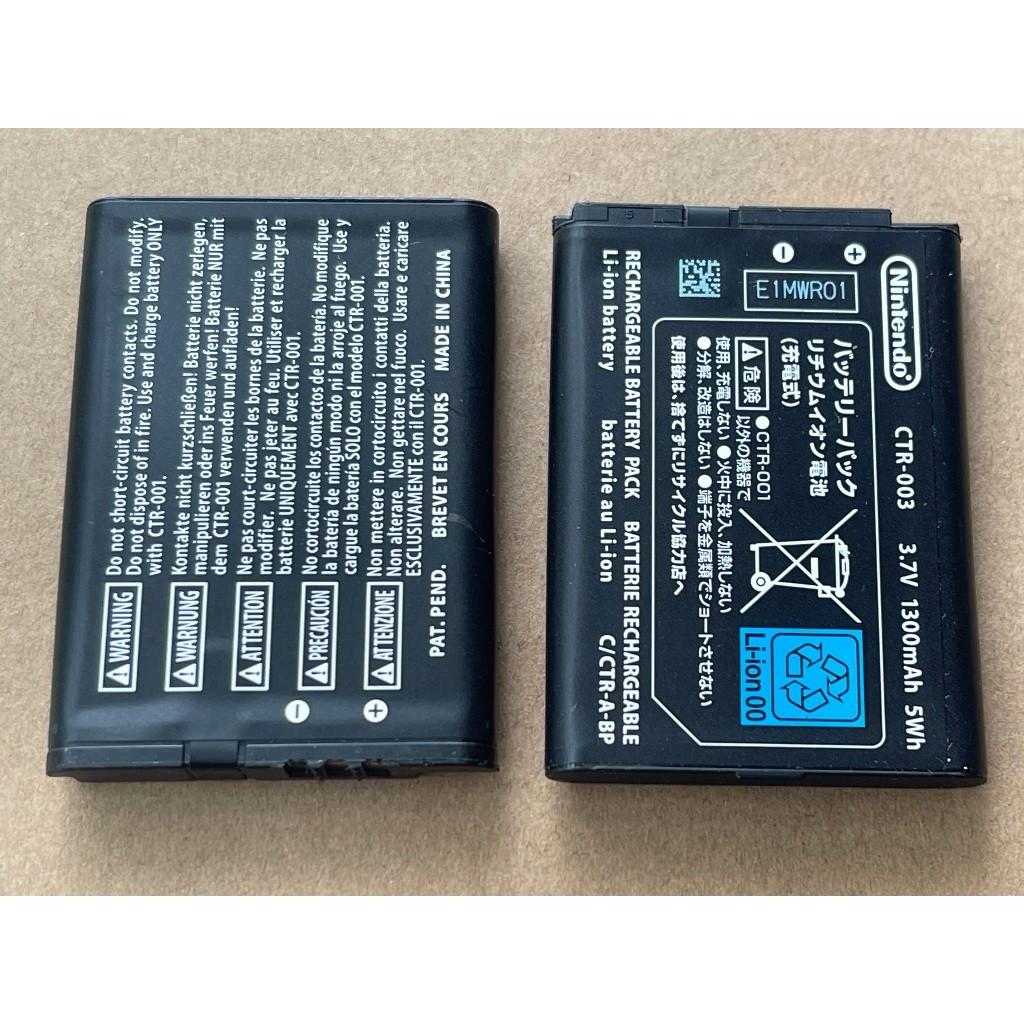 WARNING
Do not short-circuit battery contacts. Do not modify.
Do not dispose of in fire. Use and charge battery ONLY
with CTR-001.
WARNUNG
Kontakte nicht kurzschließen! Batterie nicht zerlegen,
manipulieren oder ins Feuer werfen! Batterie NUR mit
dem CTR-001 verwenden und aufladen!
ATTENTION
Ne pas court-circuiter les bornes de la batterie. Ne pas
modifier. Ne pas jeter au feu. Utiliser et recharger la
batterie UNIQUEMENT avec CTR-001.
PRECAUCIÓN
No cortocircuite los contactos de la batería. No modifique
la batería de ningún modo ni la arroje al fuego. Use y
cargue la batería SOLO con el modelo CTR-001.
ATTENZIONE
Non mettere in cortocircuito i contatti della batteria.
Non alterare. Non gettare nel fuoco. Usare e caricare
ESCLUSIVAMENTE con il CTR-001.
PAT. PEND. BREVET EN COURS MADE IN CHINA
− +
Nintendo CTR-003 3.7V 1300mAh 5Wh
− +
E1MWR01
バッテリーパック
リチウムイオン電池
(充電式)
危険 ●CTR-001
以外の機器で
使用、充電しない ●火中に投入、加熱しない
●分解、改造はしない ●端子を金属類でショートさせない
使用後は、捨てずにリサイクル協力店へ
Li-ion 00
RECHARGEABLE BATTERY PACK BATTERIE RECHARGEABLE
Li-ion battery batterie au Li-ion C/CTR-A-BP
5